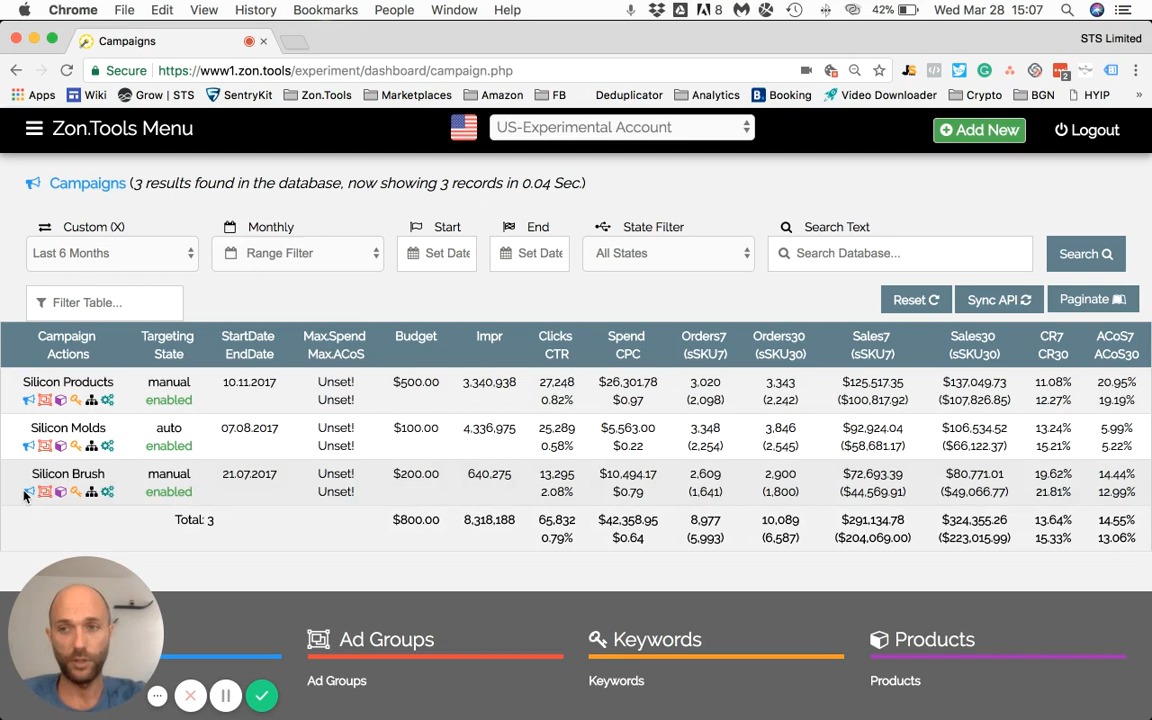 Chrome File Edit View History Bookmarks People Window Help 8 42% Wed Mar 28 15:07
Campaigns STS Limited
Secure https://www1.zon.tools/experiment/dashboard/campaign.php 2
Apps Wiki Grow | STS SentryKit Zon.Tools Marketplaces Amazon FB Deduplicator Analytics Booking Video Downloader Crypto BGN HYIP »
Zon.Tools Menu US-Experimental Account Add New Logout
Campaigns (3 results found in the database, now showing 3 records in 0.04 Sec.)
Custom (X) Monthly Start End State Filter Search Text
Last 6 Months Range Filter Set Date Set Date All States Search Database... Search
Filter Table... Reset Sync API Paginate
Campaign Targeting StartDate Max.Spend Budget Impr Clicks Spend Orders7 Orders30 Sales7 Sales30 CR7 ACoS7
Actions State EndDate Max.ACoS CTR CPC (sSKU7) (sSKU30) (sSKU7) (sSKU30) CR30 ACoS30
Silicon Products manual 10.11.2017 Unset! $500.00 3.340.938 27,248 $26,301.78 3,020 3,343 $125,517.35 $137,049.73 11.08% 20.95%
enabled Unset! 0.82% $0.97 (2,098) (2,242) ($100,817.92) ($107,826.85) 12.27% 19.19%
Silicon Molds auto 07.08.2017 Unset! $100.00 4,336,975 25,289 $5,563.00 3,348 3,846 $92,924.04 $106,534.52 13.24% 5.99%
enabled Unset! 0.58% $0.22 (2,254) (2,545) ($58,681.17) ($66,122.37) 15.21% 5.22%
Silicon Brush manual 21.07.2017 Unset! $200.00 640,275 13,295 $10,494.17 2,609 2,900 $72,693.39 $80,771.01 19.62% 14.44%
enabled Unset! 2.08% $0.79 (1,641) (1,800) ($44,569.91) ($49,066.77) 21.81% 12.99%
Total: 3 $800.00 8,318,188 65,832 $42,358.95 8,977 10,089 $291,134.78 $324,355.26 13.64% 14.55%
0.79% $0.64 (5,993) (6,587) ($204,069.00) ($223,015.99) 15.33% 13.06%
Ad Groups Keywords Products
Ad Groups Keywords Products